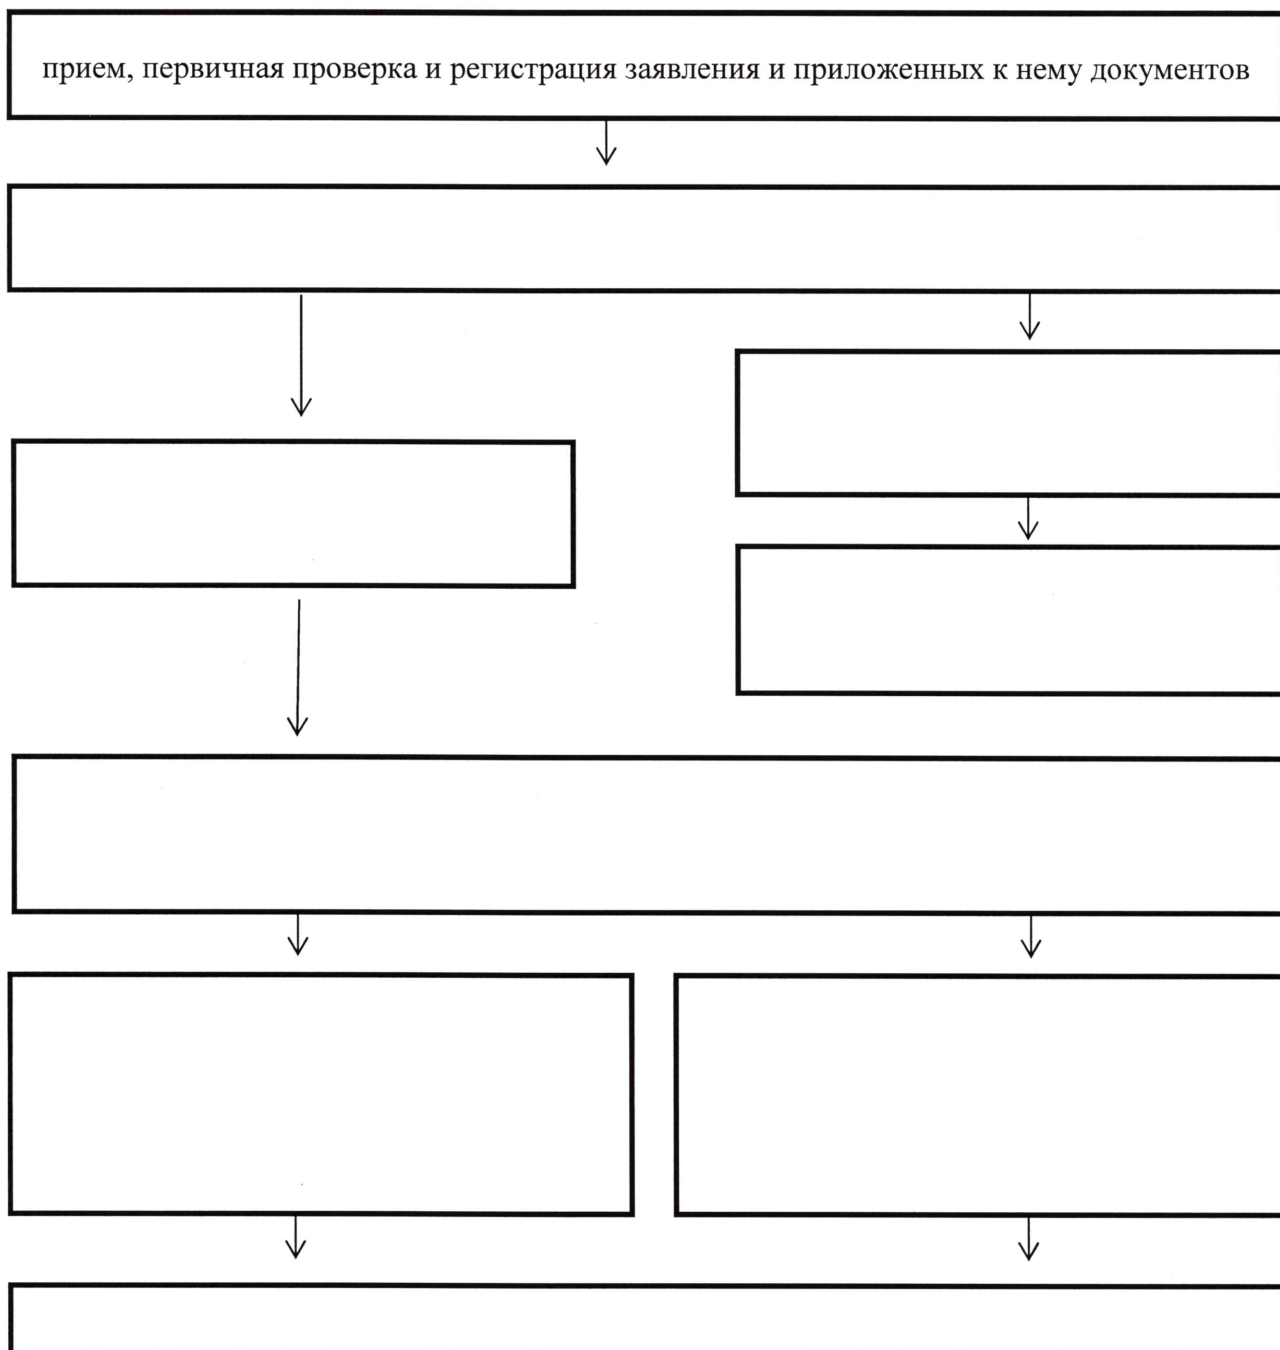 прием, первичная проверка и регистрация заявления и приложенных к нему документов